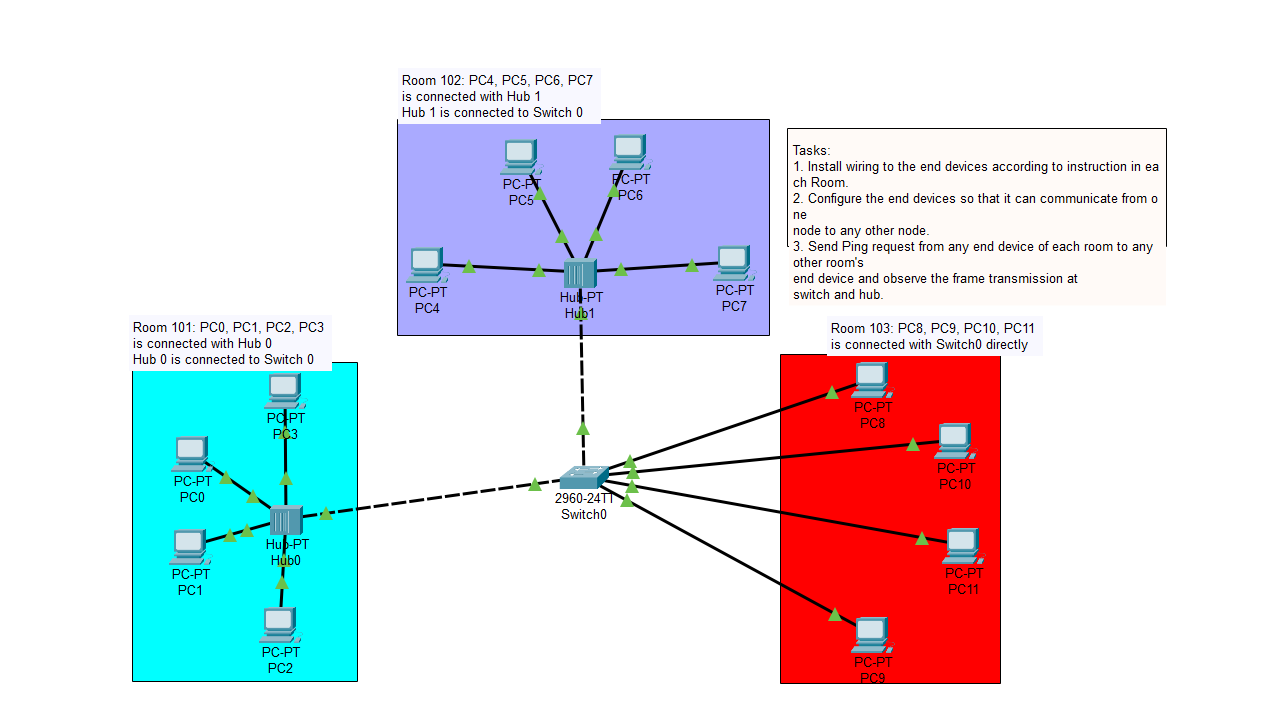 Room 102: PC4, PC5, PC6, PC7
is connected with Hub 1
Hub 1 is connected to Switch 0
PC-PT
PC5
PC-PT
PC6
PC-PT
PC4
Hub-PT
Hub1
PC-PT
PC7
Tasks:
1. Install wiring to the end devices according to instruction in ea
ch Room.
2. Configure the end devices so that it can communicate from o
ne
node to any other node.
3. Send Ping request from any end device of each room to any
other room's
end device and observe the frame transmission at
switch and hub.
Room 101: PC0, PC1, PC2, PC3
is connected with Hub 0
Hub 0 is connected to Switch 0
PC-PT
PC3
PC-PT
PC0
Hub-PT
Hub0
PC-PT
PC1
PC-PT
PC2
2960-24TT
Switch0
Room 103: PC8, PC9, PC10, PC11
is connected with Switch0 directly
PC-PT
PC8
PC-PT
PC10
PC-PT
PC11
PC-PT
PC9